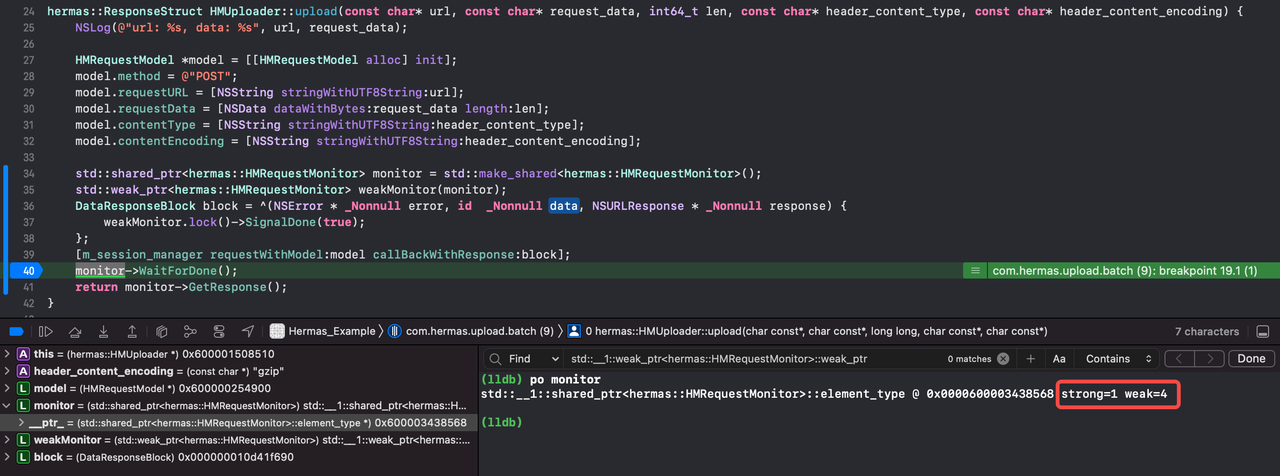 24 hermas::ResponseStruct HMUploader::upload(const char* url, const char* request_data, int64_t len, const char* header_content_type, const char* header_content_encoding) {
25     NSLog(@"url: %s, data: %s", url, request_data);
26
27     HMRequestModel *model = [[HMRequestModel alloc] init];
28     model.method = @"POST";
29     model.requestURL = [NSString stringWithUTF8String:url];
30     model.requestData = [NSData dataWithBytes:request_data length:len];
31     model.contentType = [NSString stringWithUTF8String:header_content_type];
32     model.contentEncoding = [NSString stringWithUTF8String:header_content_encoding];
33
34     std::shared_ptr<hermas::HMRequestMonitor> monitor = std::make_shared<hermas::HMRequestMonitor>();
35     std::weak_ptr<hermas::HMRequestMonitor> weakMonitor(monitor);
36     DataResponseBlock block = ^(NSError * _Nonnull error, id  _Nonnull data, NSURLResponse * _Nonnull response) {
37         weakMonitor.lock()->SignalDone(true);
38     };
39     [m_session_manager requestWithModel:model callBackWithResponse:block];
40     monitor->WaitForDone(); com.hermas.upload.batch (9): breakpoint 19.1 (1)
41     return monitor->GetResponse();
42 }
Hermas_Example com.hermas.upload.batch (9) 0 hermas::HMUploader::upload(char const*, char const*, long long, char const*, char const*) 7 characters
A this = (hermas::HMUploader *) 0x600001508510
A header_content_encoding = (const char *) "gzip"
L model = (HMRequestModel *) 0x600000254900
L monitor = (std::shared_ptr<hermas::HMRequestMonitor>) std::__1::shared_ptr<hermas::H...
__ptr_ = (std::shared_ptr<hermas::HMRequestMonitor>::element_type *) 0x600003438568
L weakMonitor = (std::weak_ptr<hermas::HMRequestMonitor>) std::__1::weak_ptr<hermas::...
L block = (DataResponseBlock) 0x000000010d41f690
Find std::__1::weak_ptr<hermas::HMRequestMonitor>::weak_ptr 0 matches Aa Contains Done
(lldb) po monitor
std::__1::shared_ptr<hermas::HMRequestMonitor>::element_type @ 0x0000600003438568 strong=1 weak=4
(lldb)